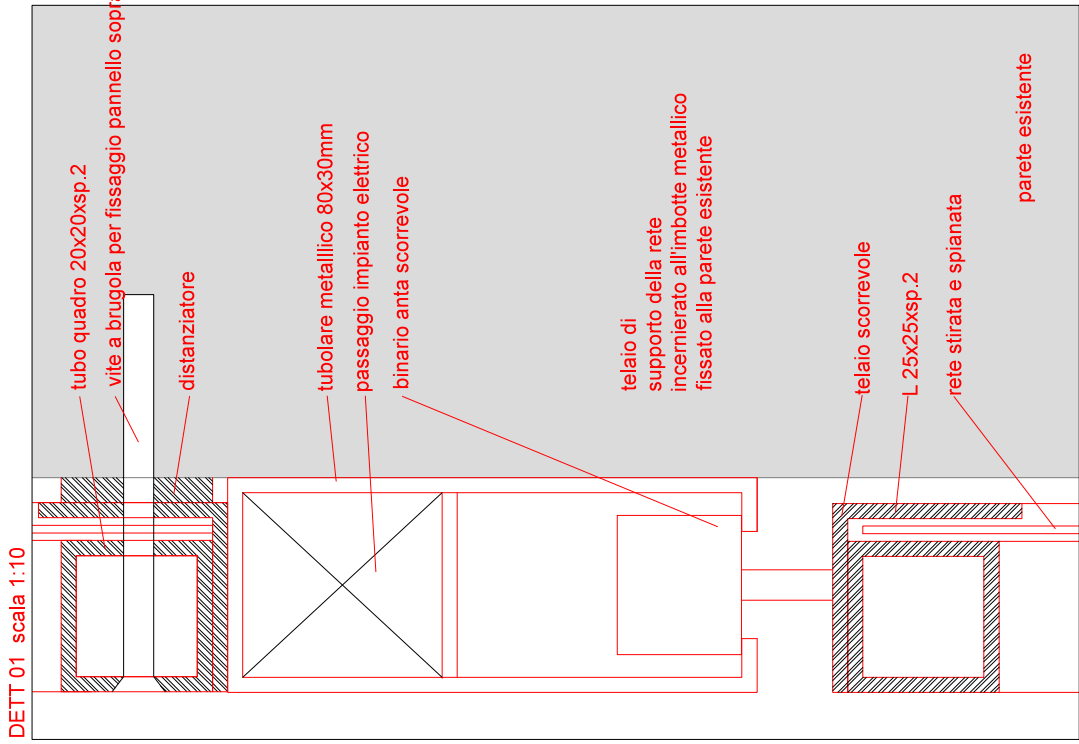 DETT 01 scala 1:10
tubo quadro 20x20xsp.2
vite a brugola per fissaggio pannello sopra
distanziatore
tubolare metalllico 80x30mm
passaggio impianto elettrico
binario anta scorrevole
telaio di
supporto della rete
incernierato all'imbotte metallico
fissato alla parete esistente
telaio scorrevole
L 25x25xsp.2
rete stirata e spianata
parete esistente